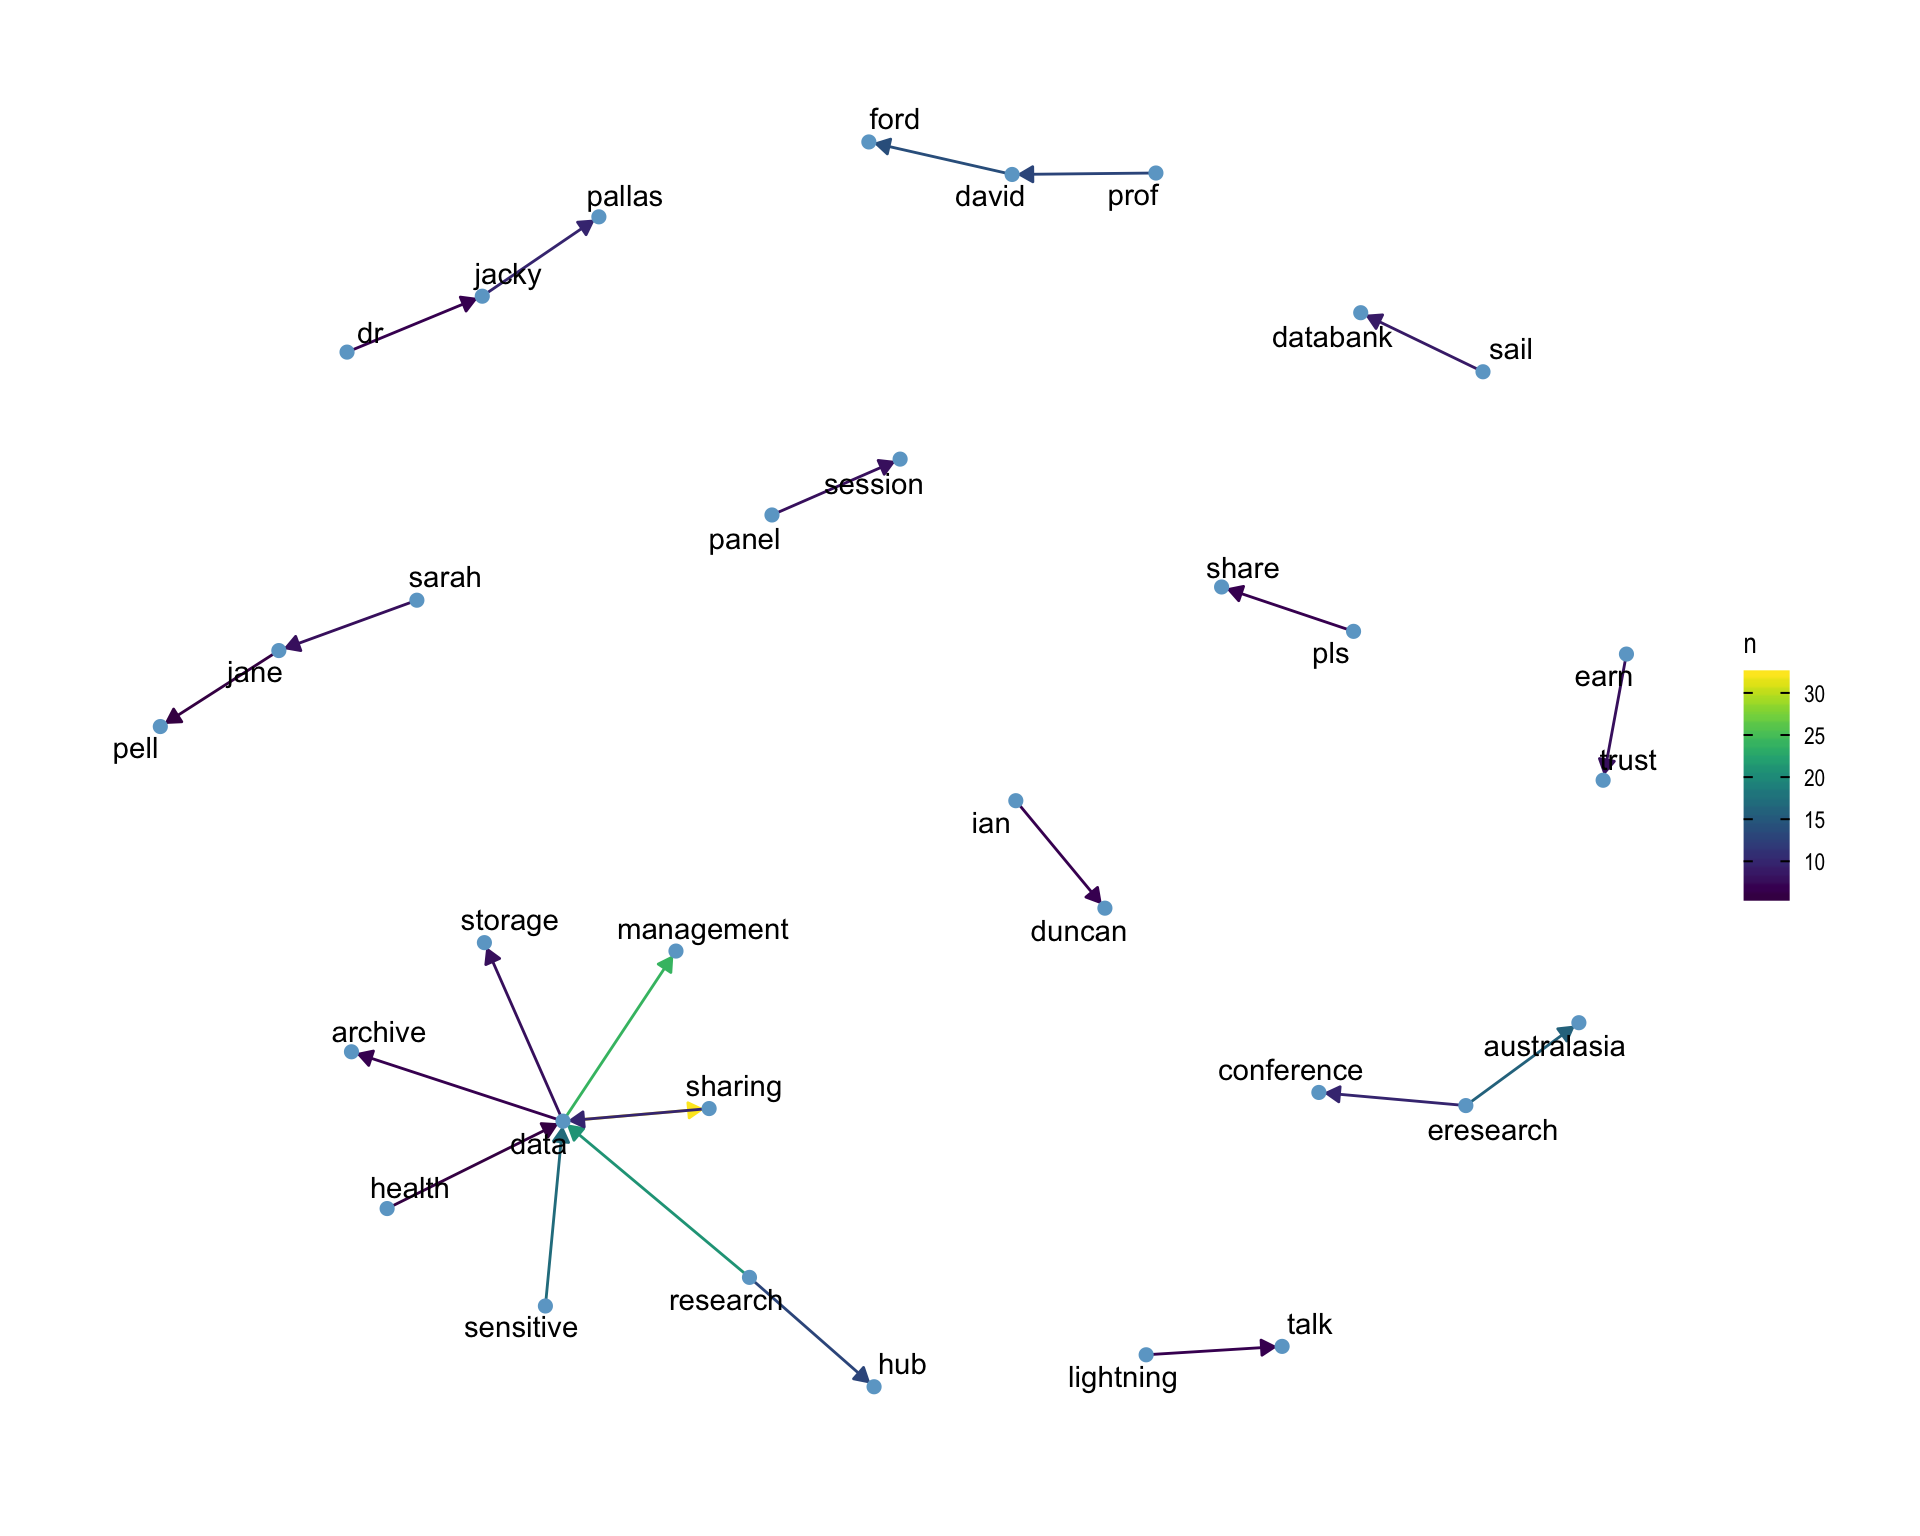 ford
pallas
david
prof
jacky
dr
databank
sail
session
panel
share
sarah
pls
jane
earn
pell
trust
n
30
25
20
15
10
ian
duncan
storage
management
archive
australasia
conference
sharing
eresearch
data
health
research
sensitive
talk
hub
lightning